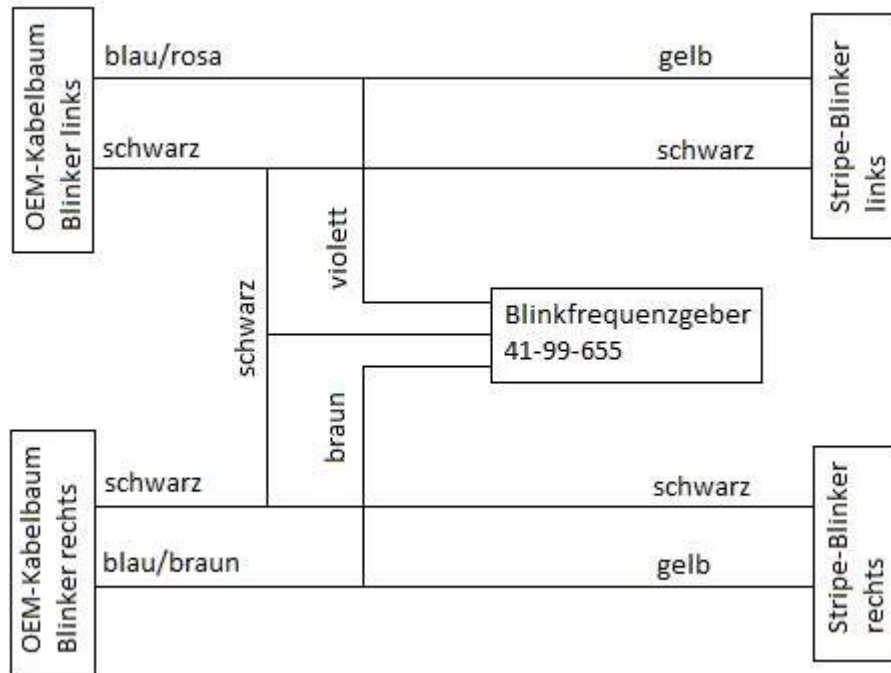 OEM-Kabelbaum
Blinker links
blau/rosa
gelb
schwarz
schwarz
Stripe-Blinker
links
violett
schwarz
Blinkfrequenzgeber
41-99-655
braun
OEM-Kabelbaum
Blinker rechts
schwarz
schwarz
blau/braun
gelb
Stripe-Blinker
rechts